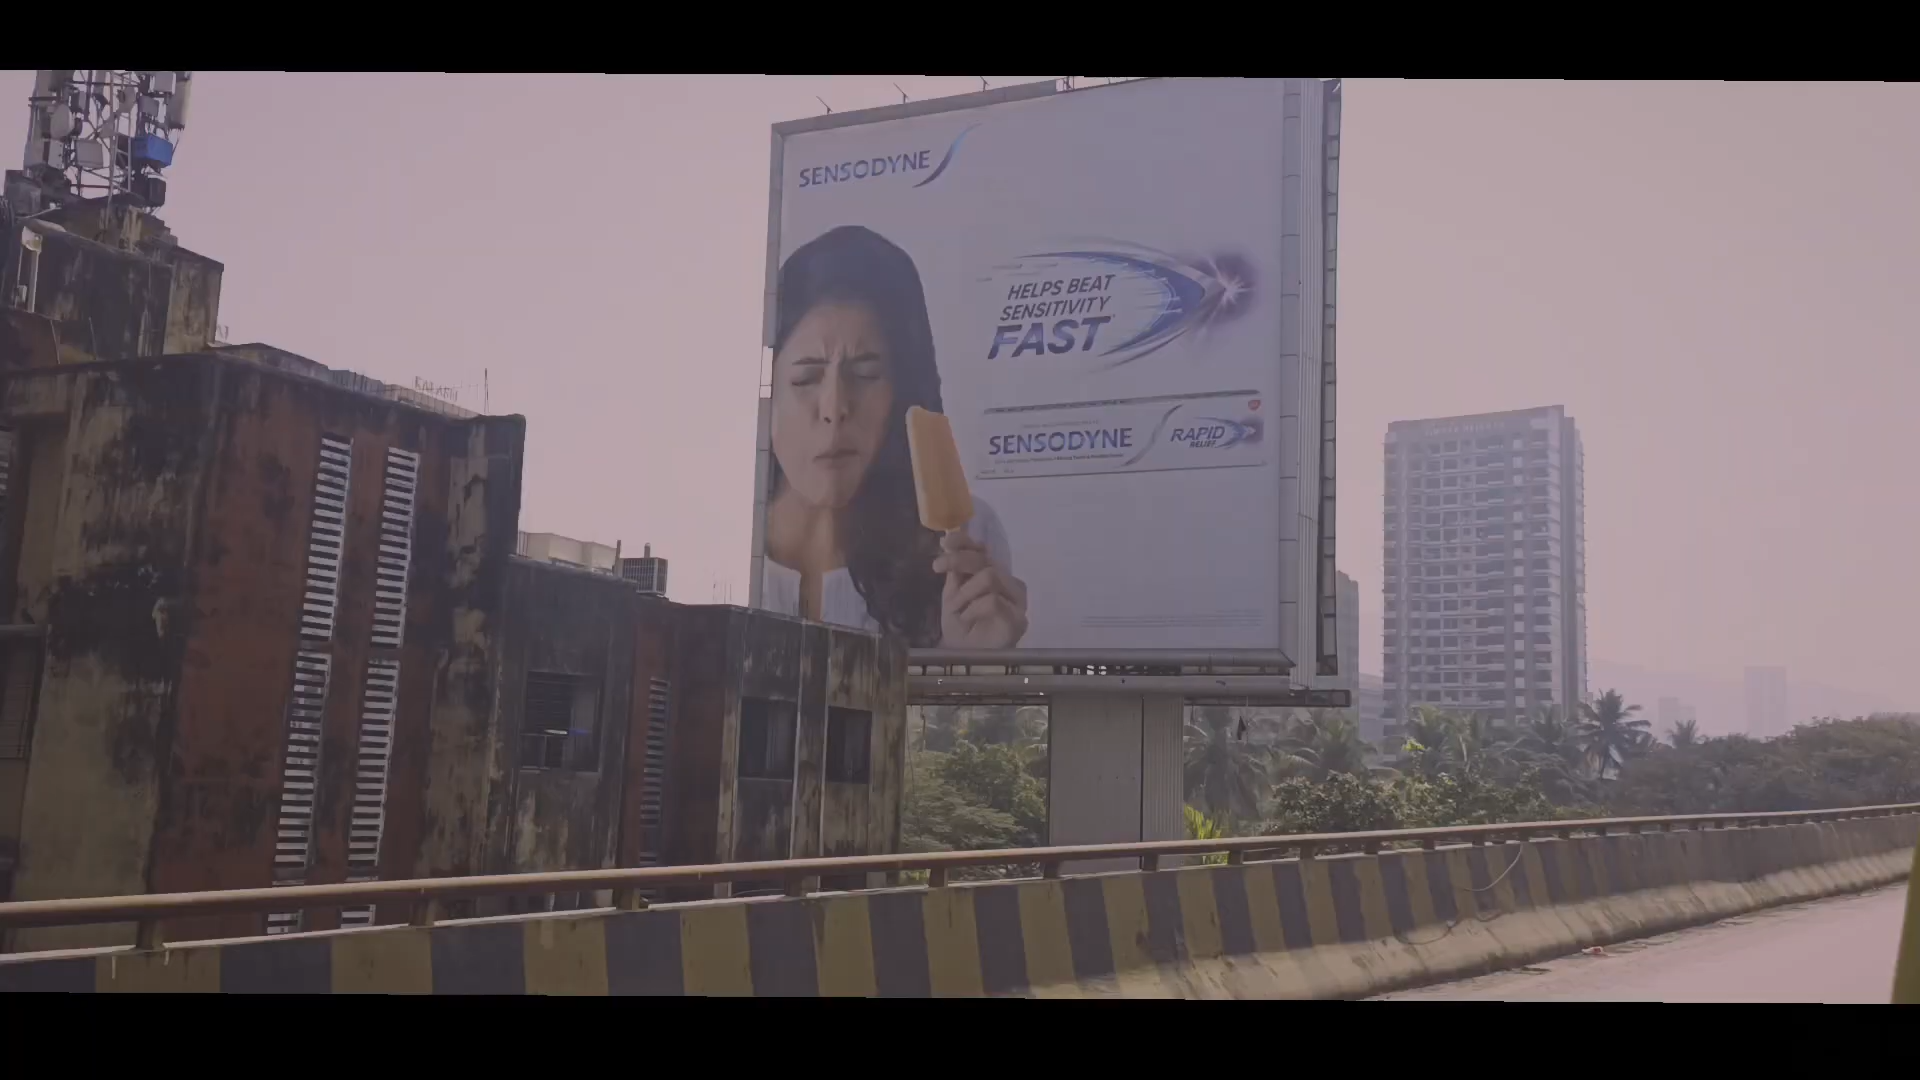 SENSODYNE
HELPS BEAT
SENSITIVITY
FAST
SENSODYNE
RAPID
RELIEF